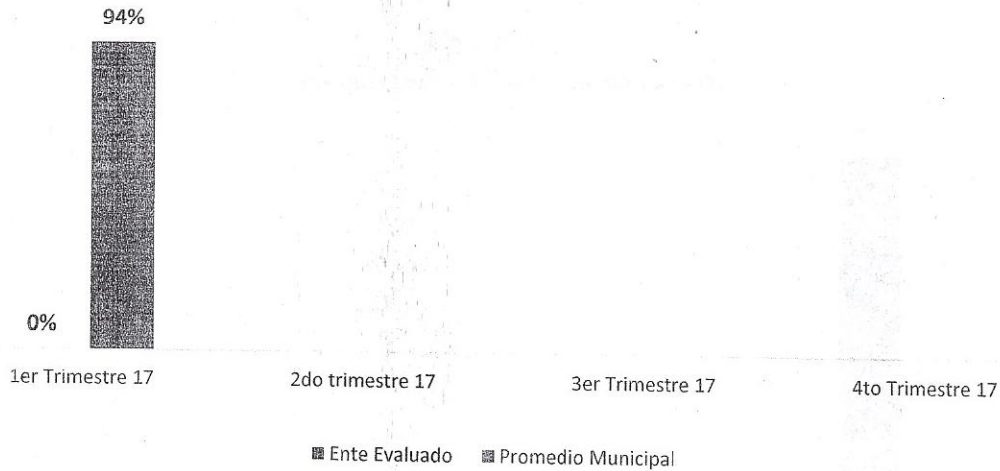 94%
0%
1er Trimestre 17 2do trimestre 17 3er Trimestre 17 4to Trimestre 17
Ente Evaluado Promedio Municipal